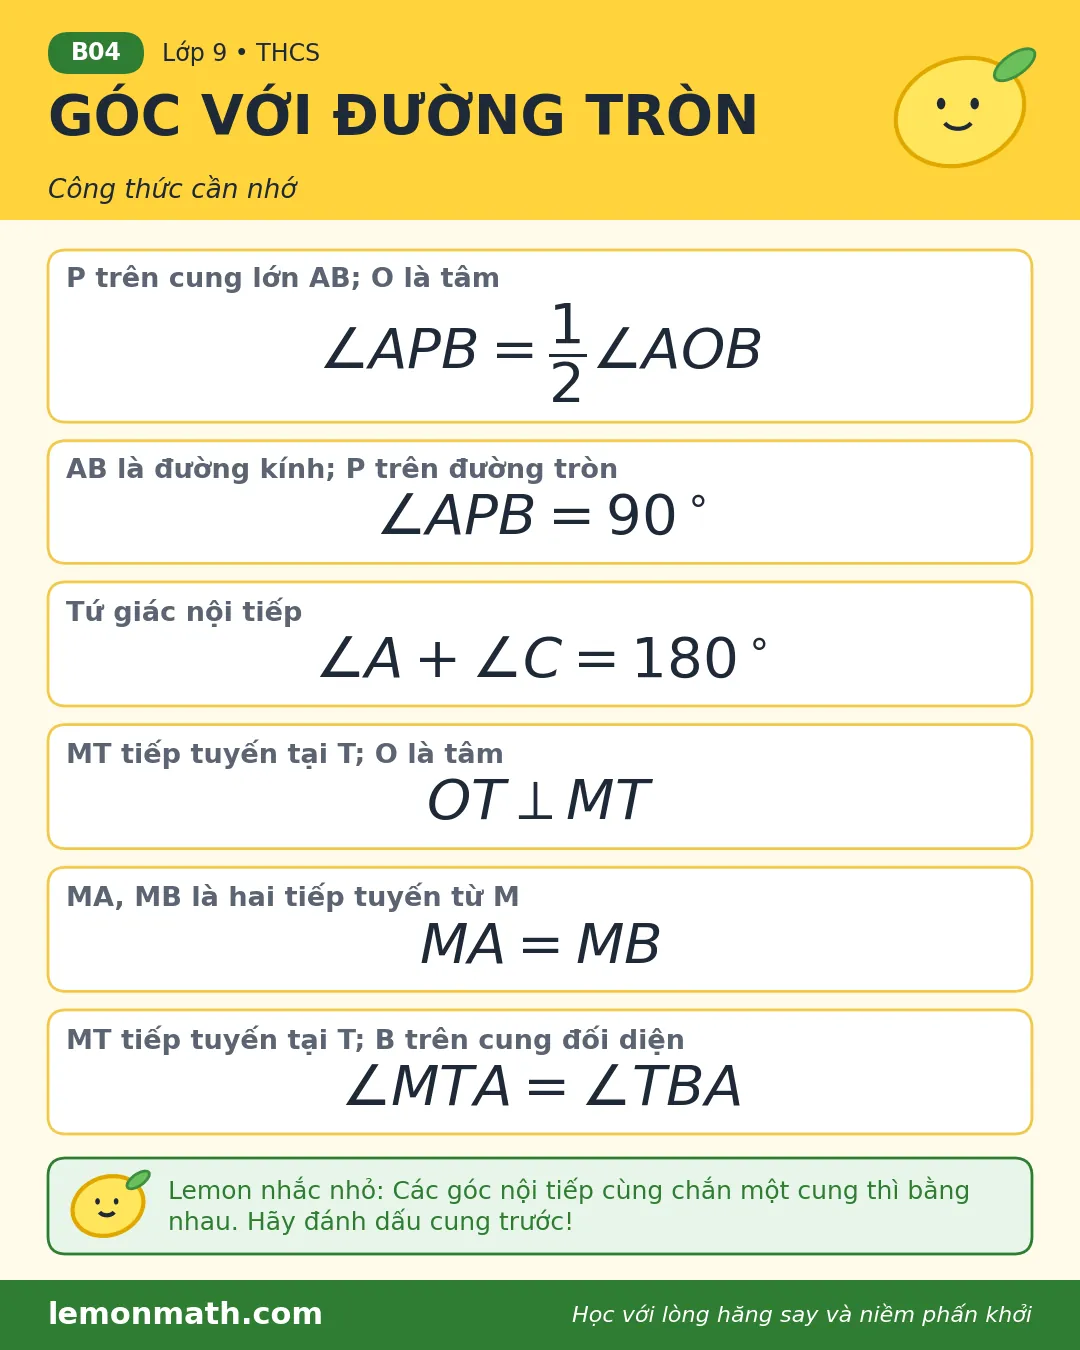 B04 Lớp 9 • THCS
GÓC VỚI ĐƯỜNG TRÒN
Công thức cần nhớ
P trên cung lớn AB; O là tâm
∠APB = 1/2 ∠AOB
AB là đường kính; P trên đường tròn
∠APB = 90°
Tứ giác nội tiếp
∠A + ∠C = 180°
MT tiếp tuyến tại T; O là tâm
OT ⊥ MT
MA, MB là hai tiếp tuyến từ M
MA = MB
MT tiếp tuyến tại T; B trên cung đối diện
∠MTA = ∠TBA
Lemon nhắc nhỏ: Các góc nội tiếp cùng chắn một cung thì bằng
nhau. Hãy đánh dấu cung trước!
lemonmath.com
Học với lòng hăng say và niềm phấn khởi